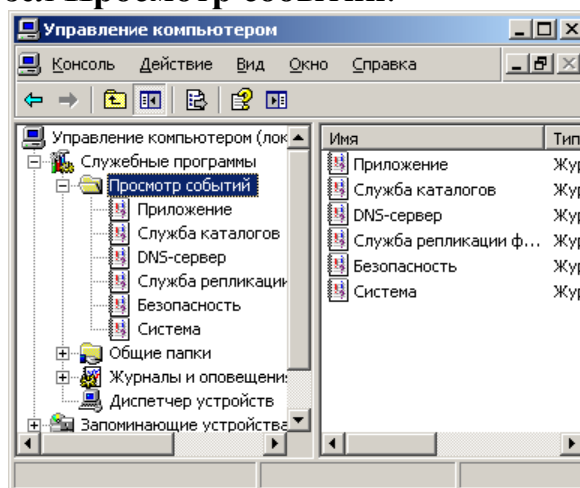 Просмотр событий.
Управление компьютером
Консоль Действие Вид Окно Справка
Управление компьютером (лок
Служебные программы
Просмотр событий
Приложение
Служба каталогов
DNS-сервер
Служба репликации
Безопасность
Система
Общие папки
Журналы и оповещени
Диспетчер устройств
Запоминающие устройства
Имя Тип
Приложение Жур
Служба каталогов Жур
DNS-сервер Жур
Служба репликации ф... Жур
Безопасность Жур
Система Жур